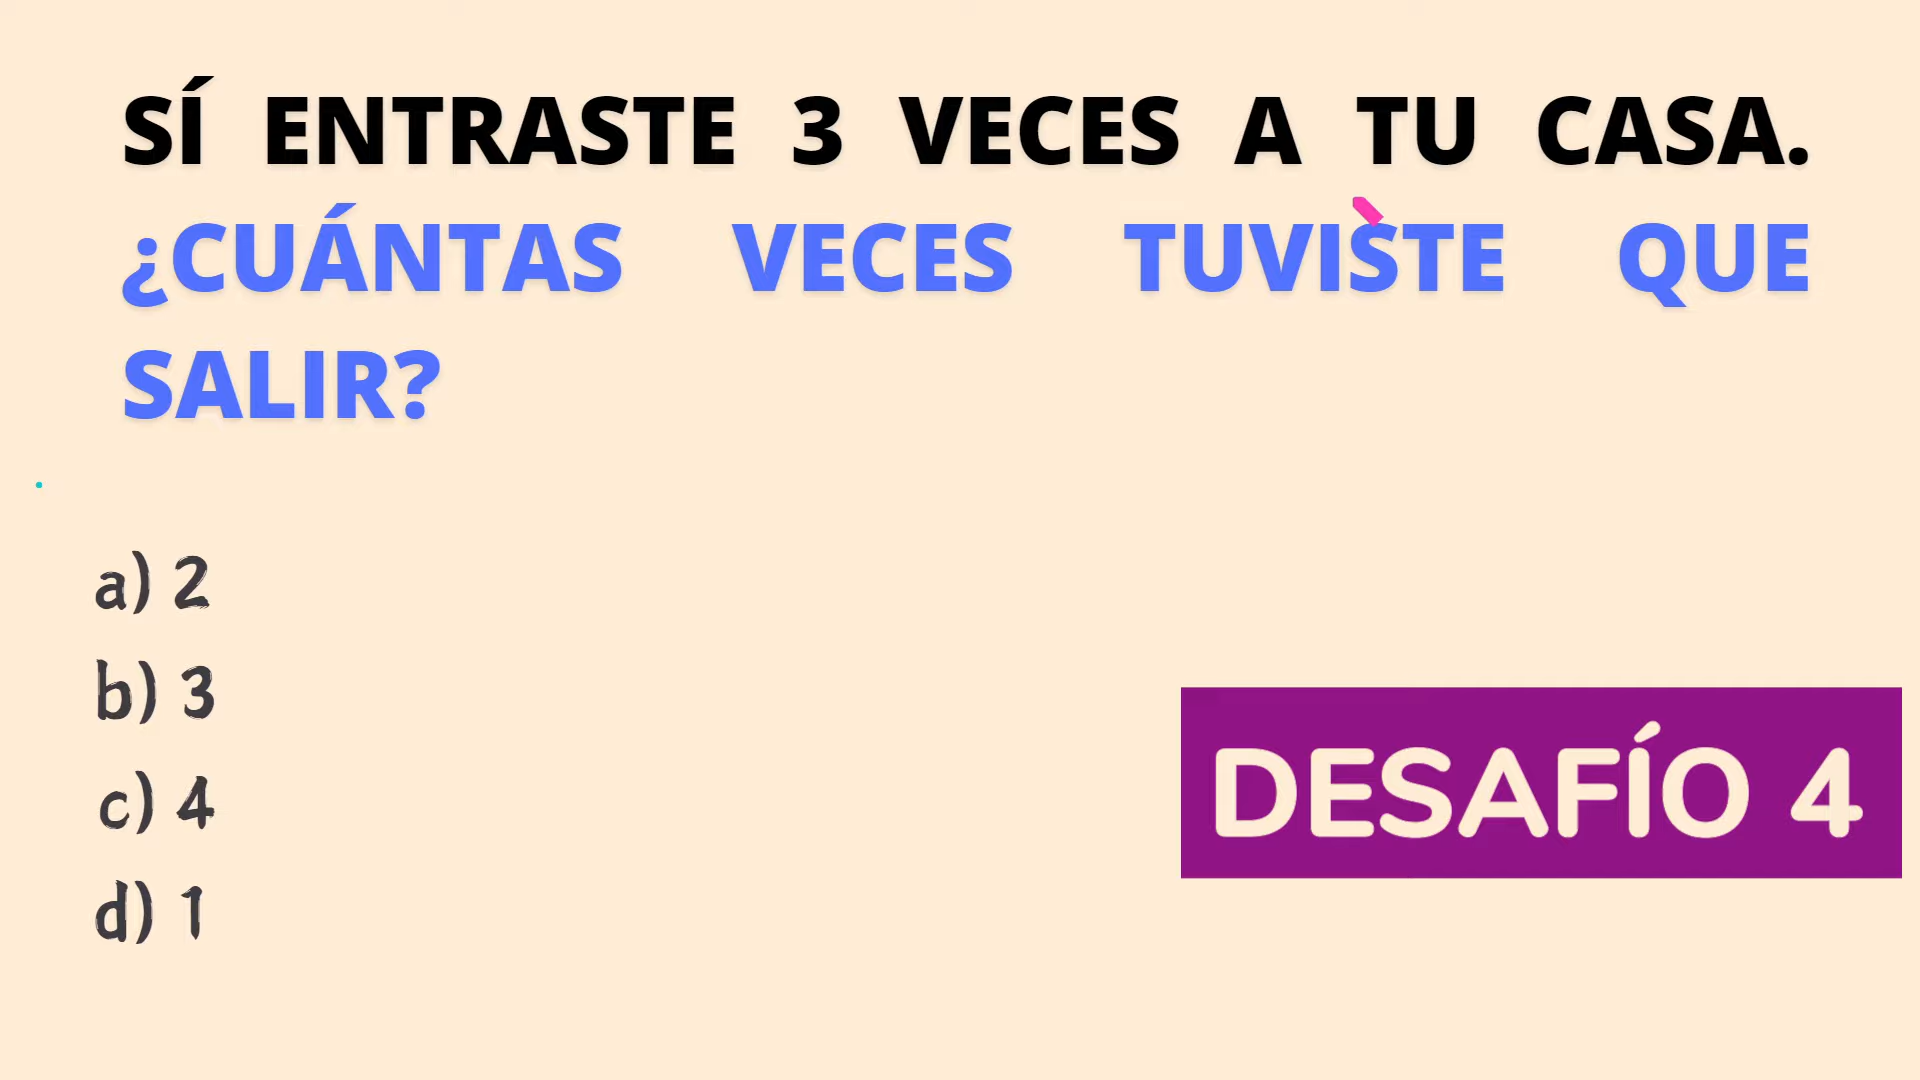 SÍ ENTRASTE 3 VECES A TU CASA.
¿CUÁNTAS VECES TUVISTE QUE
SALIR?
a) 2
b) 3
c) 4
d) 1
DESAFÍO 4